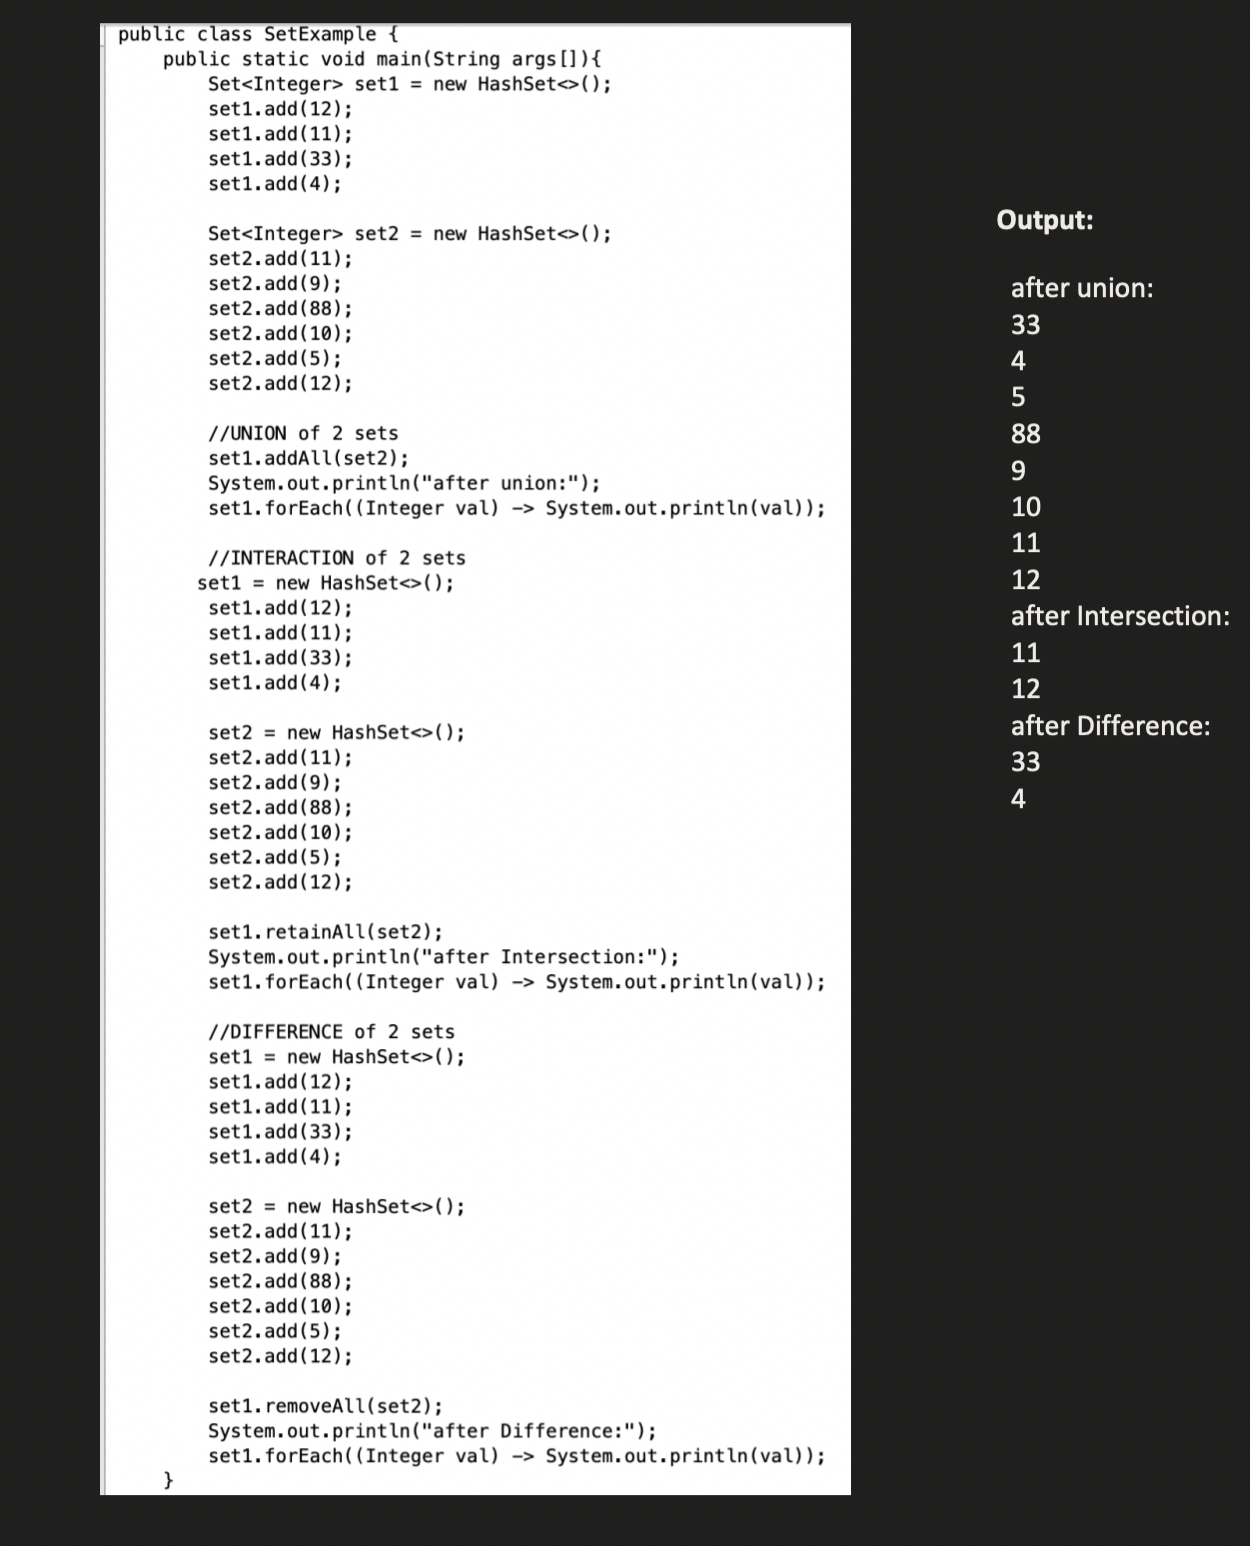 public class SetExample {
public static void main(String args[]){
Set<Integer> set1 = new HashSet<>();
set1.add(12);
set1.add(11);
set1.add(33);
set1.add(4);
Set<Integer> set2 = new HashSet<>();
set2.add(11);
set2.add(9);
set2.add(88);
set2.add(10);
set2.add(5);
set2.add(12);
//UNION of 2 sets
set1.addAll(set2);
System.out.println("after union:");
set1.forEach((Integer val) -> System.out.println(val));
//INTERACTION of 2 sets
set1 = new HashSet<>();
set1.add(12);
set1.add(11);
set1.add(33);
set1.add(4);
set2 = new HashSet<>();
set2.add(11);
set2.add(9);
set2.add(88);
set2.add(10);
set2.add(5);
set2.add(12);
set1.retainAll(set2);
System.out.println("after Intersection:");
set1.forEach((Integer val) -> System.out.println(val));
//DIFFERENCE of 2 sets
set1 = new HashSet<>();
set1.add(12);
set1.add(11);
set1.add(33);
set1.add(4);
set2 = new HashSet<>();
set2.add(11);
set2.add(9);
set2.add(88);
set2.add(10);
set2.add(5);
set2.add(12);
set1.removeAll(set2);
System.out.println("after Difference:");
set1.forEach((Integer val) -> System.out.println(val));
}
Output:
after union:
33
4
5
88
9
10
11
12
after Intersection:
11
12
after Difference:
33
4